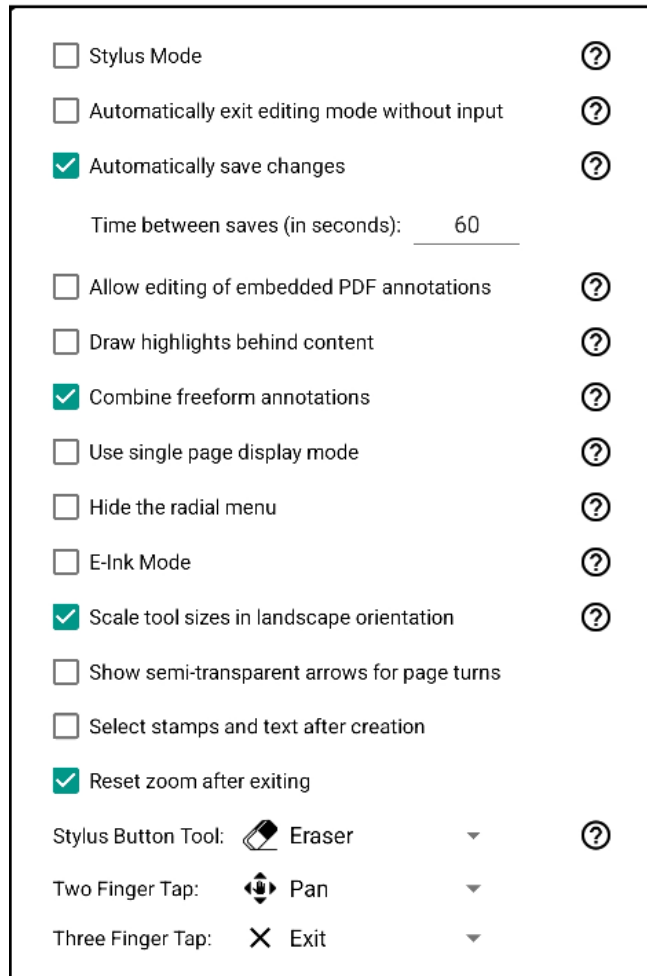 Stylus Mode
Automatically exit editing mode without input
Automatically save changes
Time between saves (in seconds): 60
Allow editing of embedded PDF annotations
Draw highlights behind content
Combine freeform annotations
Use single page display mode
Hide the radial menu
E-Ink Mode
Scale tool sizes in landscape orientation
Show semi-transparent arrows for page turns
Select stamps and text after creation
Reset zoom after exiting
Stylus Button Tool: Eraser
Two Finger Tap: Pan
Three Finger Tap: Exit